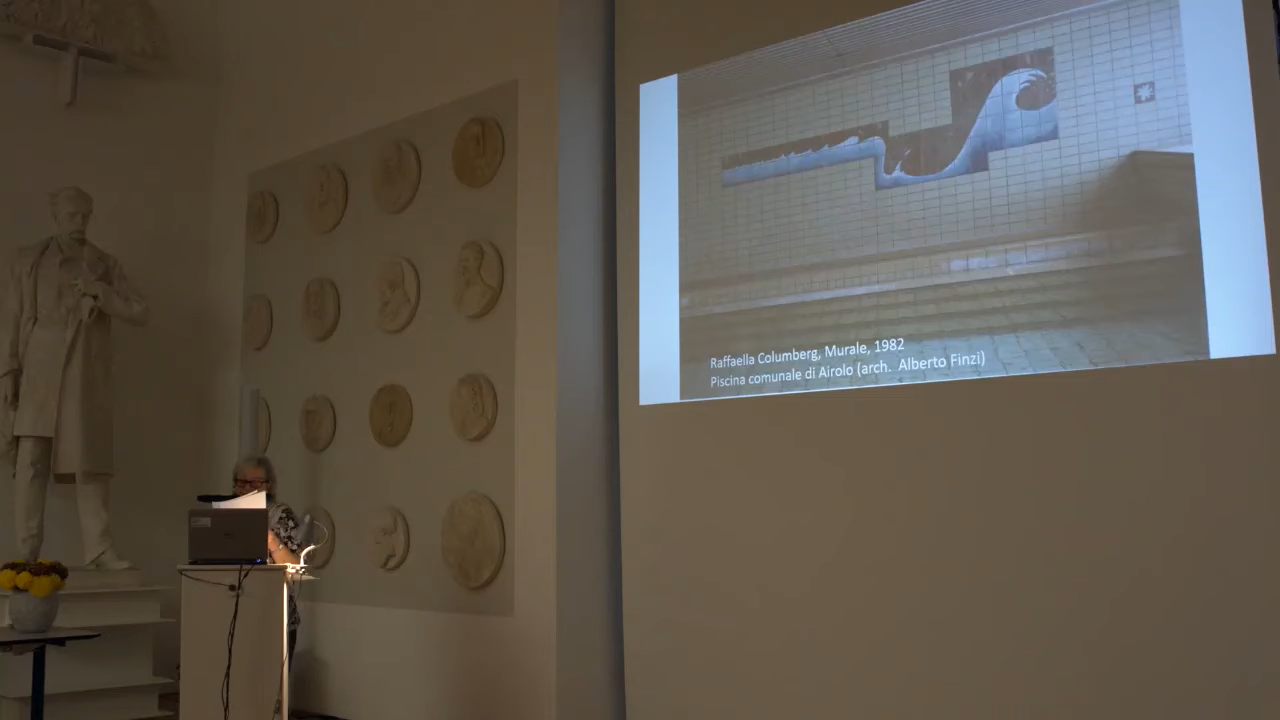 Raffaella Columberg, Murale, 1982
Piscina comunale di Airolo (arch. Alberto Finzi)